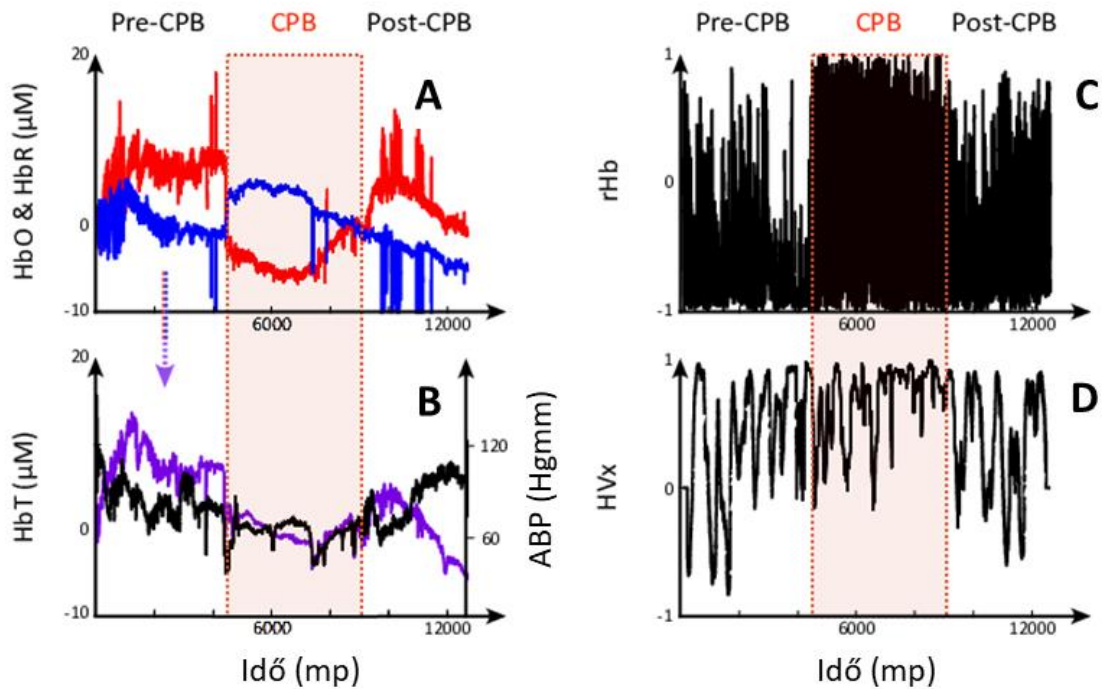 Pre-CPB CPB Post-CPB
20
HbO & HbR (µM)
0
-10
6000 12000
A
20
HbT (µM)
0
-10
6000 12000
120
60
ABP (Hgmm)
B
Idő (mp)
1
rHb
0
-1
6000 12000
C
Pre-CPB CPB Post-CPB
1
HVx
0
-1
6000 12000
D
Idő (mp)